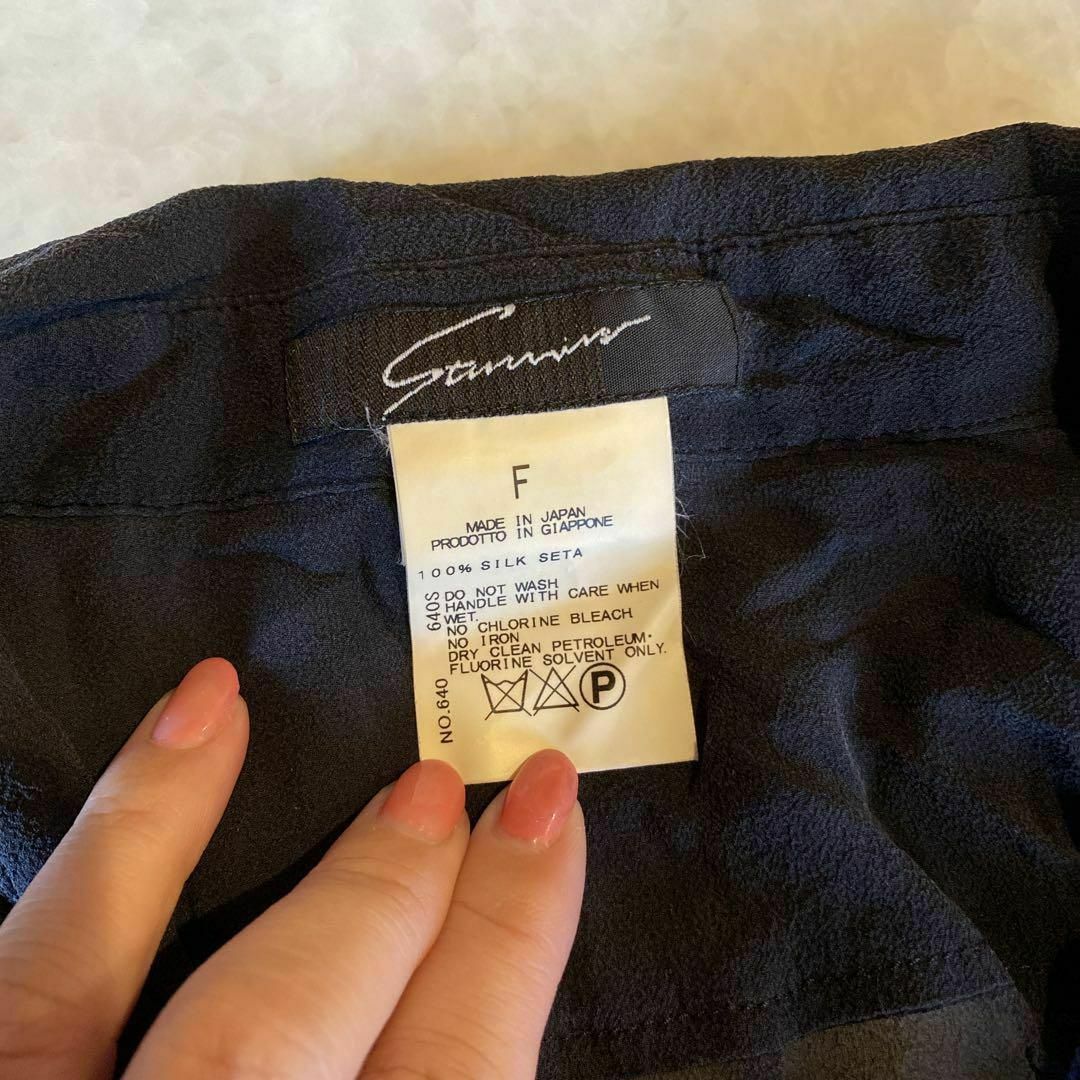 F
MADE IN JAPAN
PRODOTTO IN GIAPPONE
100% SILK SETA
DO NOT WASH
HANDLE WITH CARE WHEN
WET.
NO CHLORINE BLEACH
NO IRON
DRY CLEAN PETROLEUM·
FLUORINE SOLVENT ONLY.
P
640S
NO.640